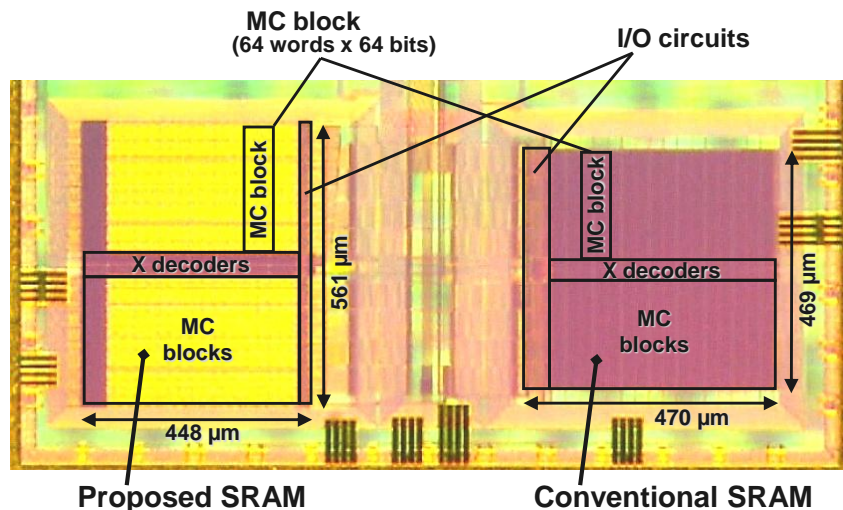 MC block
(64 words x 64 bits)
I/O circuits
MC block
X decoders
MC
blocks
561 µm
448 µm
MC block
X decoders
MC
blocks
469 µm
470 µm
Proposed SRAM
Conventional SRAM